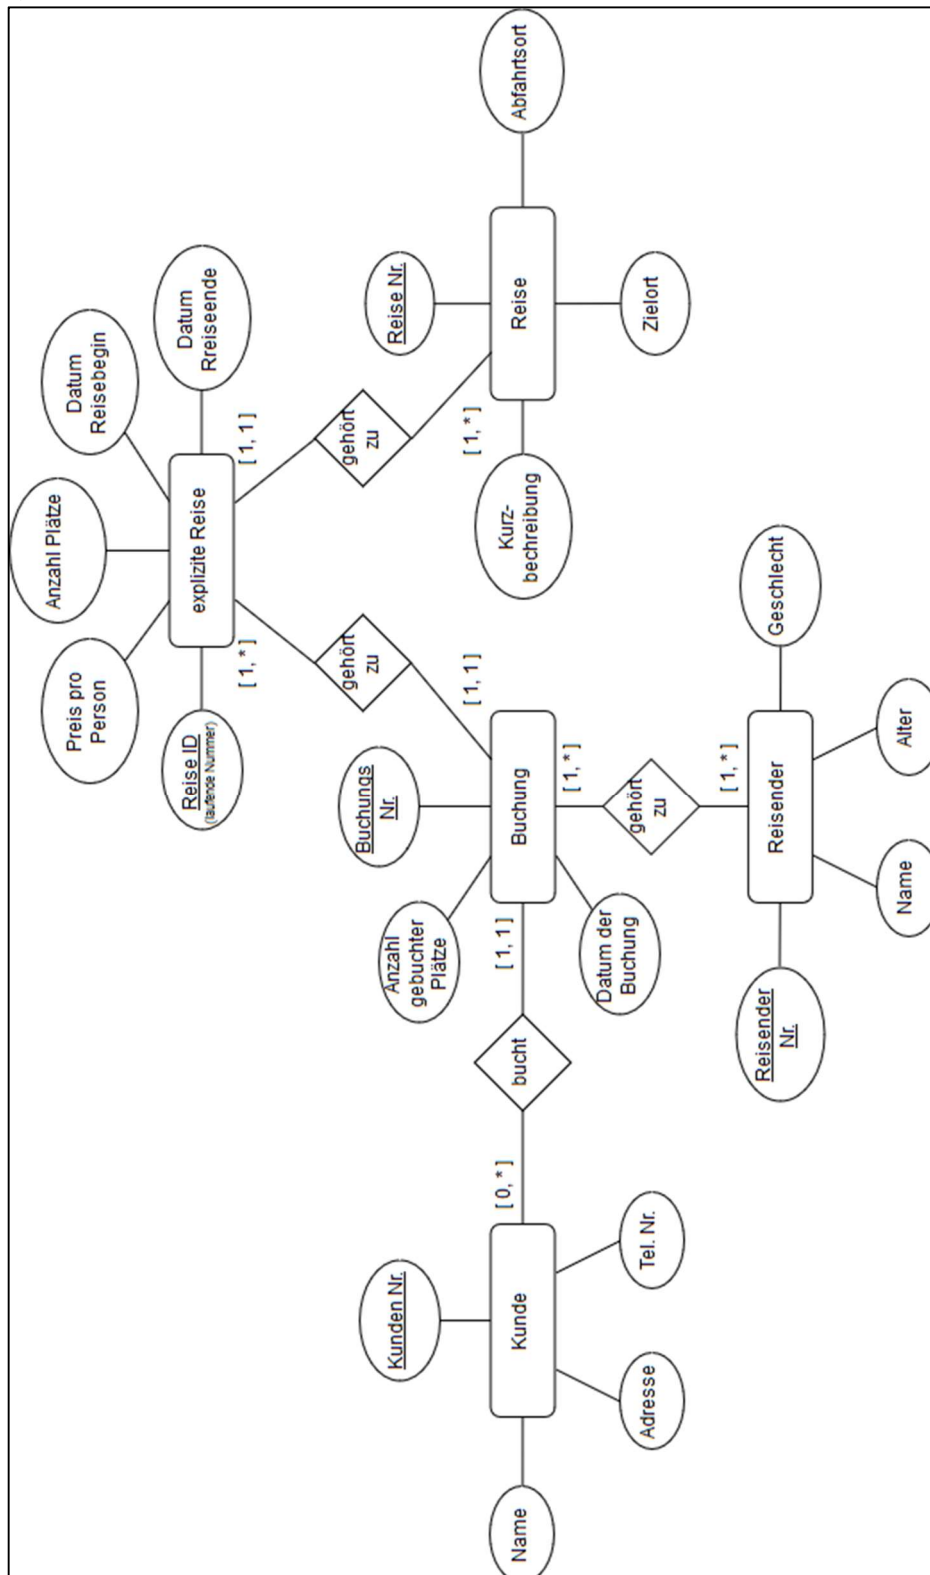 Anzahl Plätze
Preis pro
Person
Datum
Reisebegin
Reise ID
(laufende Nummer)
explizite Reise
Datum
Rreiseende
[ 1, * ]
[ 1, 1 ]
gehört
zu
gehört
zu
Kunden Nr.
Anzahl
gebuchter
Plätze
Buchungs
Nr.
Reise Nr.
[ 1, 1 ]
[ 1, * ]
[ 0, * ]
[ 1, 1 ]
Name
Kunde
bucht
Buchung
Kurz-
bechreibung
Reise
Abfahrtsort
[ 1, * ]
Adresse
Tel. Nr.
Datum der
Buchung
gehört
zu
Zielort
[ 1, * ]
Reisender
Nr.
Reisender
Geschlecht
Name
Alter